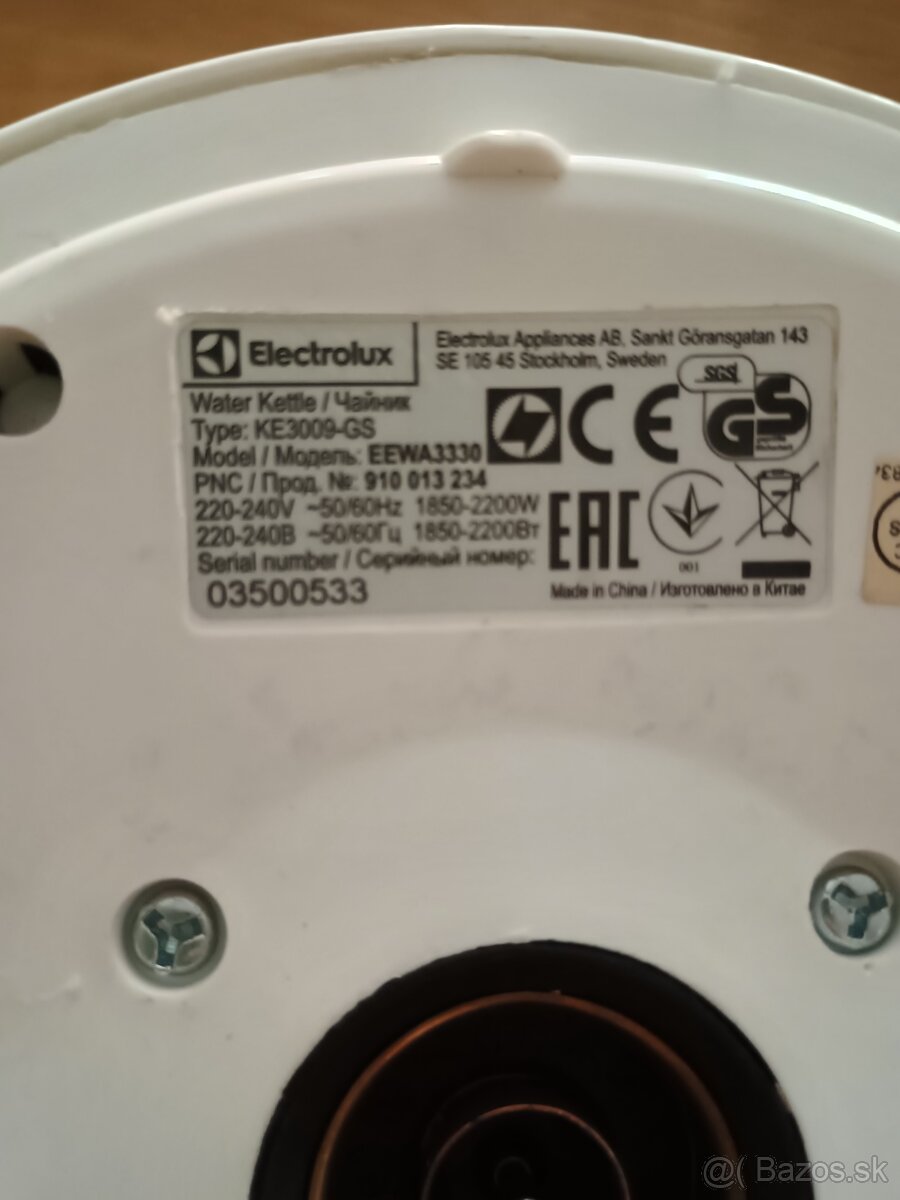 Electrolux
Electrolux Appliances AB, Sankt Göransgatan 143
SE 105 45 Stockholm, Sweden
Water Kettle / Чайник
Type: KE3009-GS
Model / Модель: EEWA3330
PNC / Прод. №: 910 013 234
220-240V ~50/60Hz 1850-2200W
220-240В ~50/60Гц 1850-2200Вт
Serial number / Серийный номер:
03500533
CE
SGS
GS
EAC
001
Made in China / Изготовлено в Китае
@( Bazos.sk